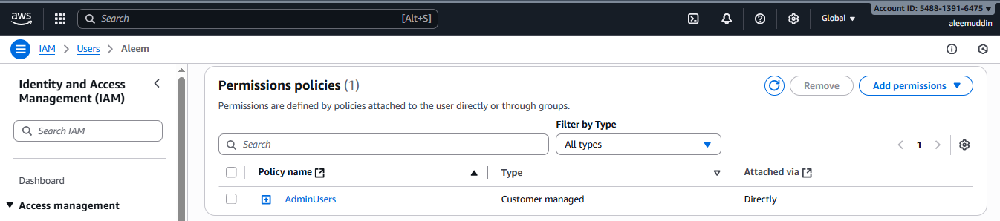 aws
Search [Alt+S]
Global
Account ID: 5488-1391-6475
aleemuddin
IAM > Users > Aleem
Identity and Access Management (IAM)
Search IAM
Dashboard
Access management
Permissions policies (1)
Remove
Add permissions
Permissions are defined by policies attached to the user directly or through groups.
Filter by Type
Search
All types
1
Policy name
Type
Attached via
AdminUsers
Customer managed
Directly